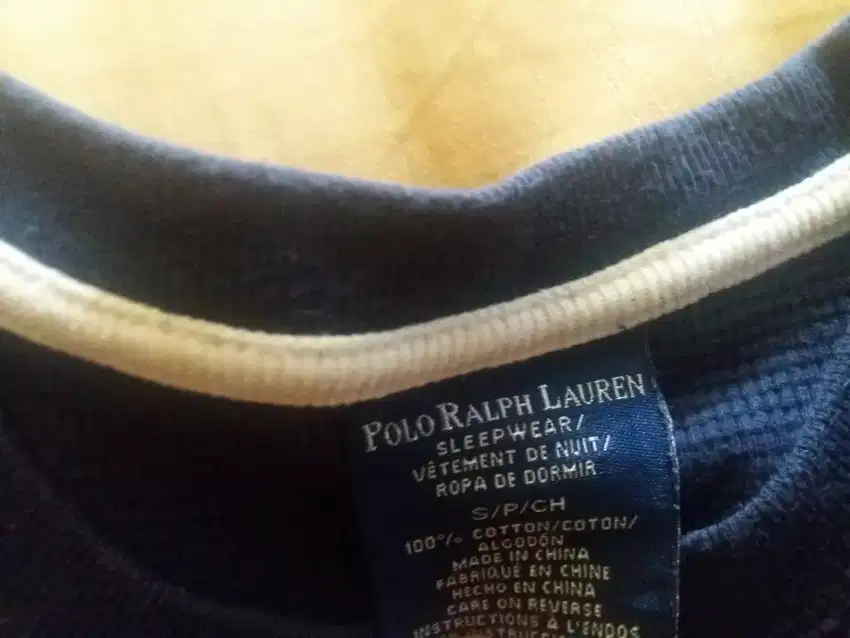 POLO RALPH LAUREN
SLEEPWEAR/
VÊTEMENT DE NUIT/
ROPA DE DORMIR
S/P/CH
100% COTTON/COTON/
ALGODÓN
MADE IN CHINA
FABRIQUÉ EN CHINE
HECHO EN CHINA
CARE ON REVERSE
INSTRUCTIONS À L'ENDOS